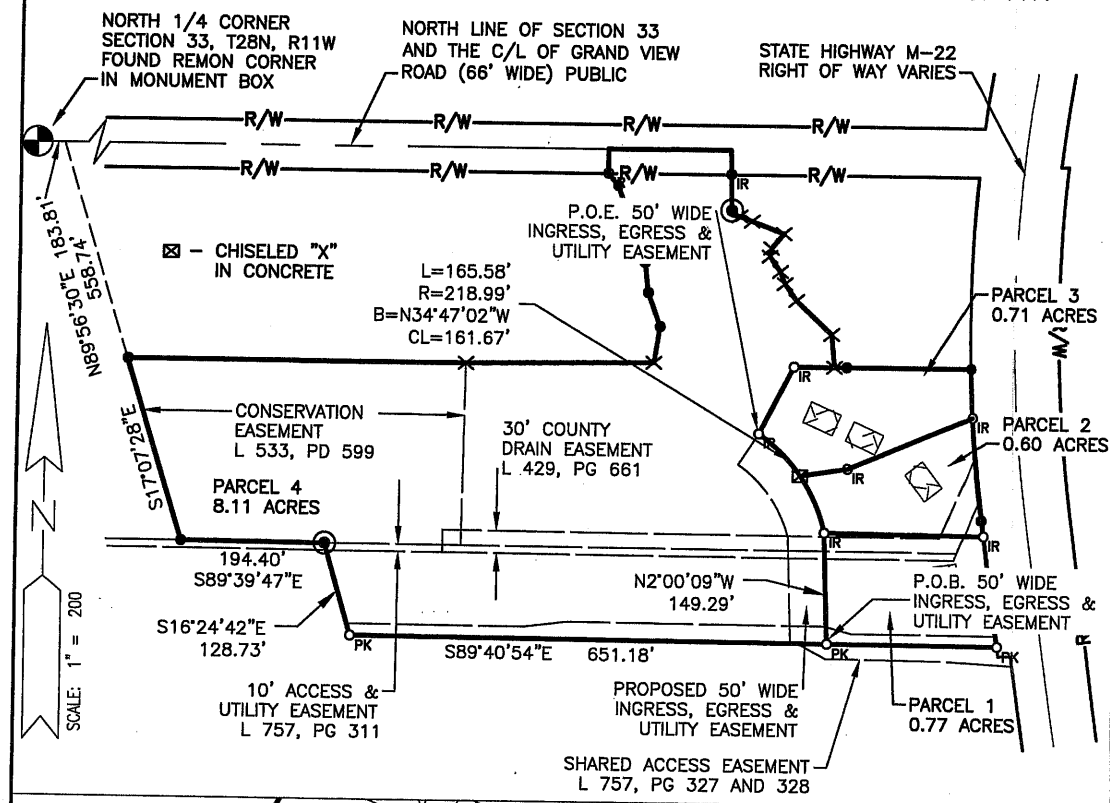 NORTH 1/4 CORNER
SECTION 33, T28N, R11W
FOUND REMON CORNER
IN MONUMENT BOX
NORTH LINE OF SECTION 33
AND THE C/L OF GRAND VIEW
ROAD (66' WIDE) PUBLIC
STATE HIGHWAY M-22
RIGHT OF WAY VARIES
R/W
R/W
R/W
R/W
R/W
R/W
R/W
R/W
IR
IR
P.O.E. 50' WIDE
INGRESS, EGRESS &
UTILITY EASEMENT
N89°56'30"E 183.81'
558.74'
- CHISELED "X"
IN CONCRETE
L=165.58'
R=218.99'
B=N34°47'02"W
CL=161.67'
PARCEL 3
0.71 ACRES
R/W
IR
CONSERVATION
EASEMENT
L 533, PD 599
30' COUNTY
DRAIN EASEMENT
L 429, PG 661
IR
IR
PARCEL 2
0.60 ACRES
IR
S17°07'28"E
PARCEL 4
8.11 ACRES
IR
IR
N
SCALE: 1" = 200
194.40'
S89°39'47"E
N2°00'09"W
149.29'
P.O.B. 50' WIDE
INGRESS, EGRESS &
UTILITY EASEMENT
S16°24'42"E
128.73'
PK
S89°40'54"E 651.18'
PK
PK
R
10' ACCESS &
UTILITY EASEMENT
L 757, PG 311
PROPOSED 50' WIDE
INGRESS, EGRESS &
UTILITY EASEMENT
PARCEL 1
0.77 ACRES
SHARED ACCESS EASEMENT
L 757, PG 327 AND 328